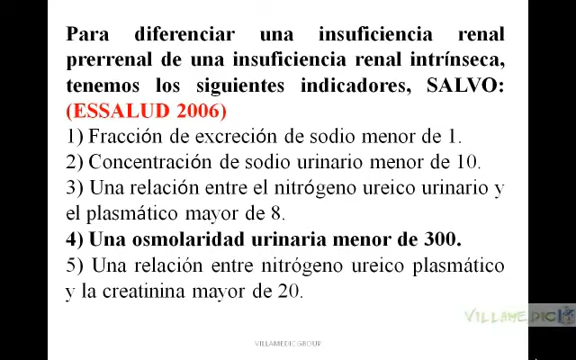 Para diferenciar una insuficiencia renal
prerrenal de una insuficiencia renal intrínseca,
tenemos los siguientes indicadores, SALVO:
(ESSALUD 2006)
1) Fracción de excreción de sodio menor de 1.
2) Concentración de sodio urinario menor de 10.
3) Una relación entre el nitrógeno ureico urinario y
el plasmático mayor de 8.
4) Una osmolaridad urinaria menor de 300.
5) Una relación entre nitrógeno ureico plasmático
y la creatinina mayor de 20.
VILLAMEDIC
VILLAMEDIC GROUP